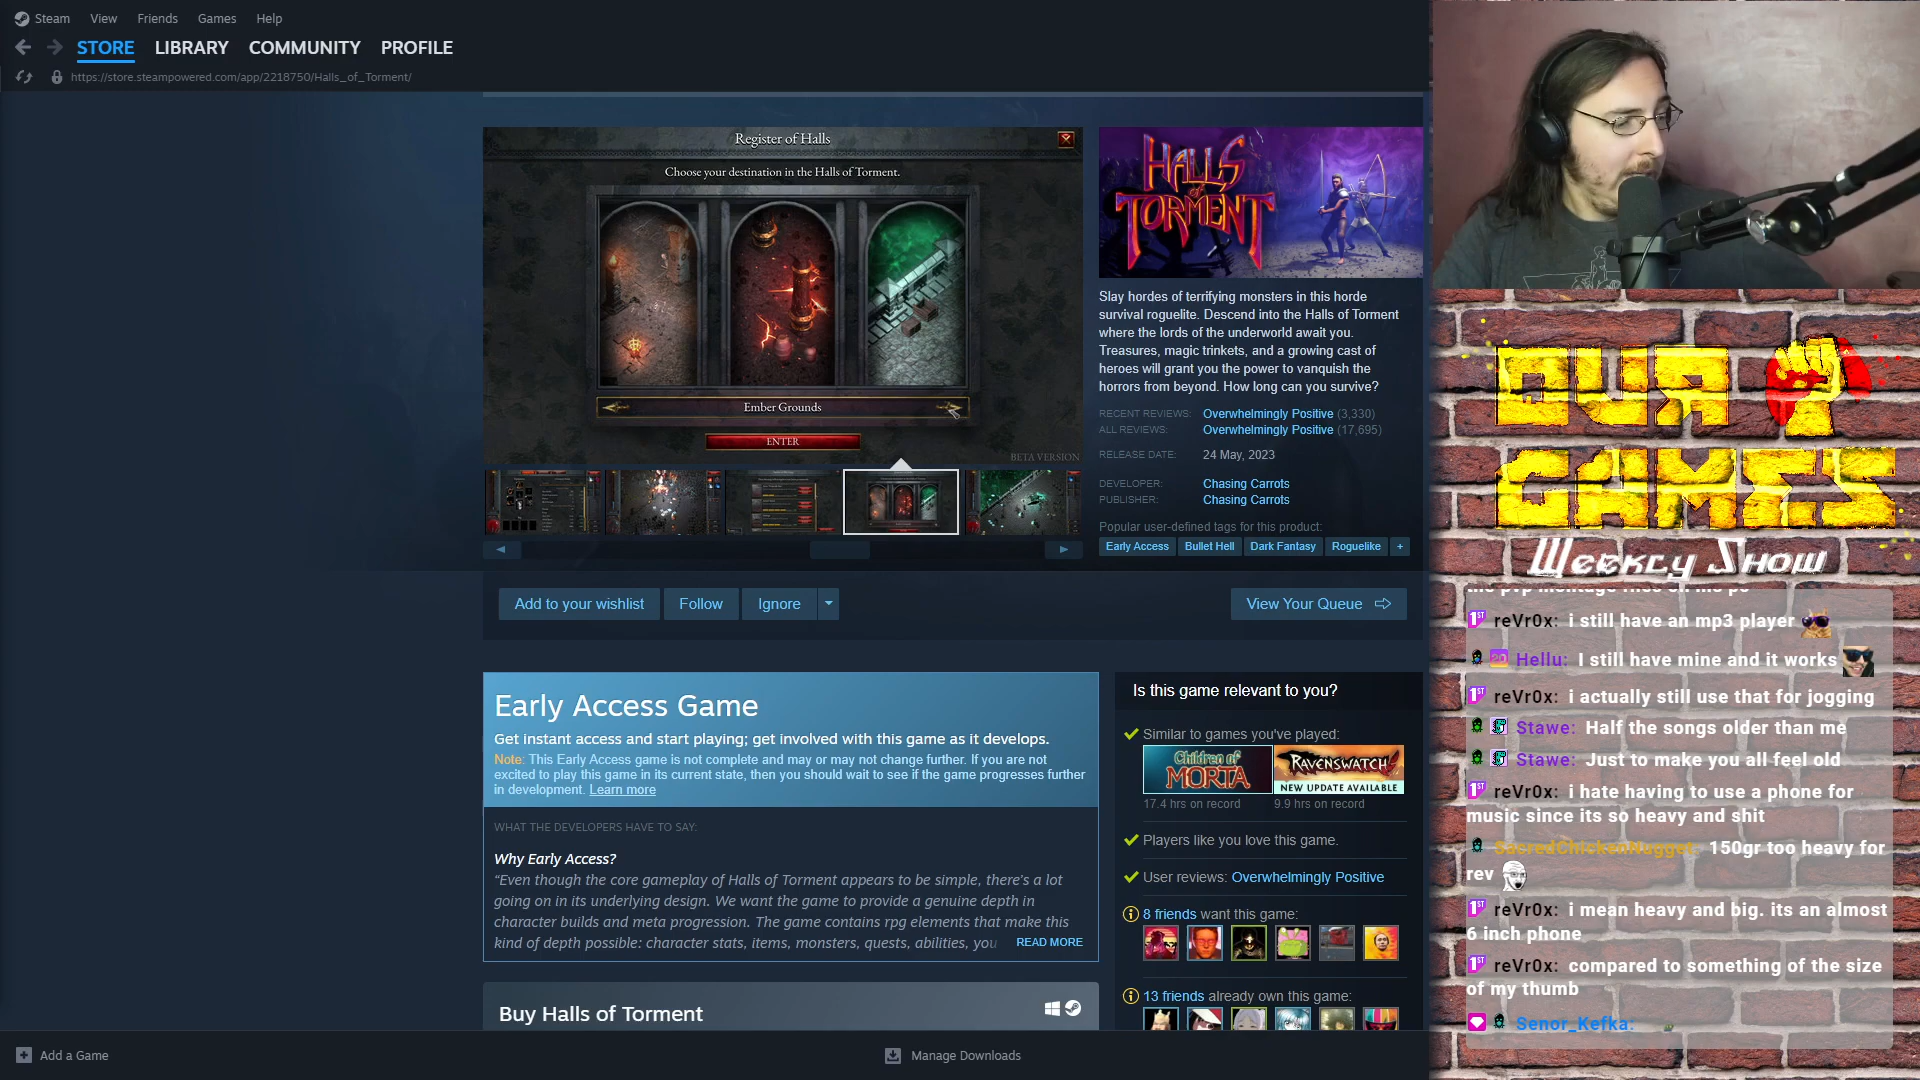 Steam View Friends Games Help
STORE LIBRARY COMMUNITY PROFILE
https://store.steampowered.com/app/2218750/Halls_of_Torment/
Register of Halls
Choose your destination in the Halls of Torment.
Ember Grounds
ENTER
BETA VERSION
HALLS
of
TORMENT
Slay hordes of terrifying monsters in this horde
survival roguelite. Descend into the Halls of Torment
where the lords of the underworld await you.
Treasures, magic trinkets, and a growing cast of
heroes will grant you the power to vanquish the
horrors from beyond. How long can you survive?
RECENT REVIEWS: Overwhelmingly Positive (3,330)
ALL REVIEWS: Overwhelmingly Positive (17,695)
RELEASE DATE: 24 May, 2023
DEVELOPER: Chasing Carrots
PUBLISHER: Chasing Carrots
Popular user-defined tags for this product:
Early Access Bullet Hell Dark Fantasy Roguelike +
Add to your wishlist Follow Ignore View Your Queue
Early Access Game
Get instant access and start playing; get involved with this game as it develops.
Note: This Early Access game is not complete and may or may not change further. If you are
not excited to play this game in its current state, then you should wait to see if the game progresses further
in development. Learn more
WHAT THE DEVELOPERS HAVE TO SAY:
Why Early Access?
“Even though the core gameplay of Halls of Torment appears to be simple, there's a lot
going on in its underlying design. We want the game to provide a genuine depth in
character builds and meta progression. The game contains rpg elements that make this
kind of depth possible: character stats, items, monsters, quests, abilities, you READ MORE
Buy Halls of Torment
Is this game relevant to you?
Similar to games you've played:
Children of
MORTA
RAVENSWATCH
NEW UPDATE AVAILABLE
17.4 hrs on record 9.9 hrs on record
Players like you love this game.
User reviews: Overwhelmingly Positive
8 friends want this game:
13 friends already own this game:
Add a Game Manage Downloads
OUR
GAMES
Weekly Show
the pvp montage files on his pc
1ST reVr0x: i still have an mp3 player
20 Hellu: I still have mine and it works
1ST reVr0x: i actually still use that for jogging
Stawe: Half the songs older than me
Stawe: Just to make you all feel old
1ST reVr0x: i hate having to use a phone for
music since its so heavy and shit
SacredChickenNugget: 150gr too heavy for
rev
1ST reVr0x: i mean heavy and big. its an almost
6 inch phone
1ST reVr0x: compared to something of the size
of my thumb
Senor_Kefka: